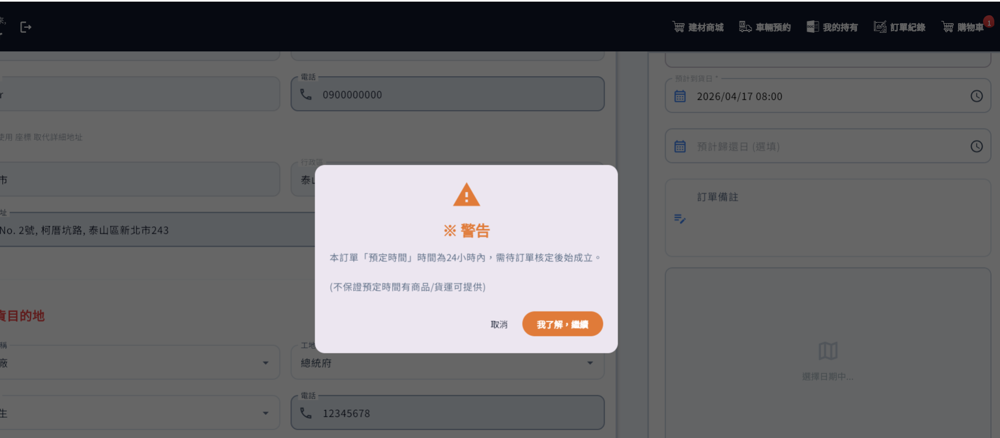 來,
r
建材商城
車輛預約
我的持有
訂單紀錄
購物車
1
r
電話
0900000000
預計到貨日 *
2026/04/17 08:00
使用 座標 取代詳細地址
預計歸還日 (選填)
市
行政區
泰山
址
No. 2號, 柯厝坑路, 泰山區新北市243
訂單備註
※ 警告
本訂單「預定時間」時間為24小時內，需待訂單核定後始成立。
(不保證預定時間有商品/貨運可提供)
取消
我了解，繼續
貨目的地
稱
廠
工地
總統府
選擇日期中...
生
電話
12345678